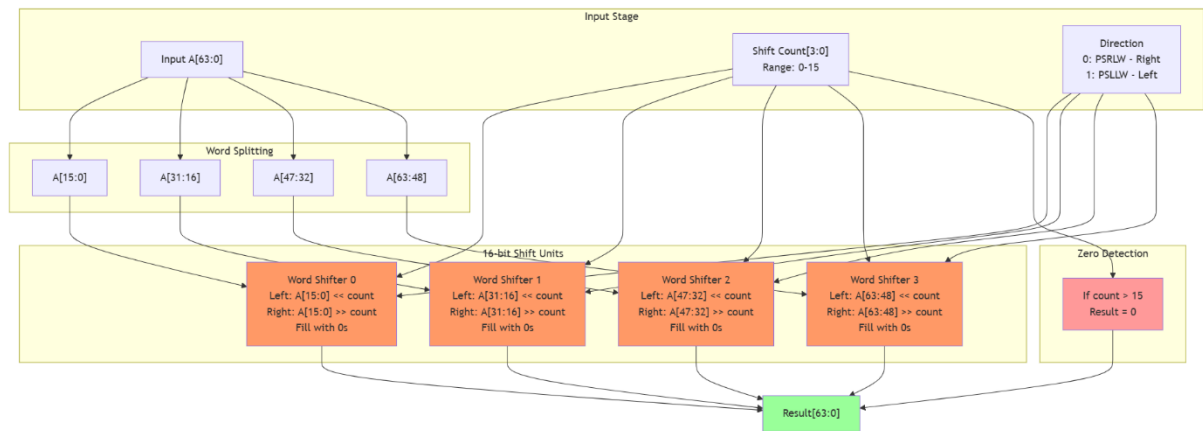 Input Stage
Input A[63:0]
Shift Count[3:0]
Range: 0-15
Direction
0: PSRLW - Right
1: PSLLW - Left
Word Splitting
A[15:0]
A[31:16]
A[47:32]
A[63:48]
16-bit Shift Units
Word Shifter 0
Left: A[15:0] << count
Right: A[15:0] >> count
Fill with 0s
Word Shifter 1
Left: A[31:16] << count
Right: A[31:16] >> count
Fill with 0s
Word Shifter 2
Left: A[47:32] << count
Right: A[47:32] >> count
Fill with 0s
Word Shifter 3
Left: A[63:48] << count
Right: A[63:48] >> count
Fill with 0s
Zero Detection
If count > 15
Result = 0
Result[63:0]